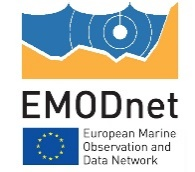 EMODnet
European Marine
Observation and
Data Network